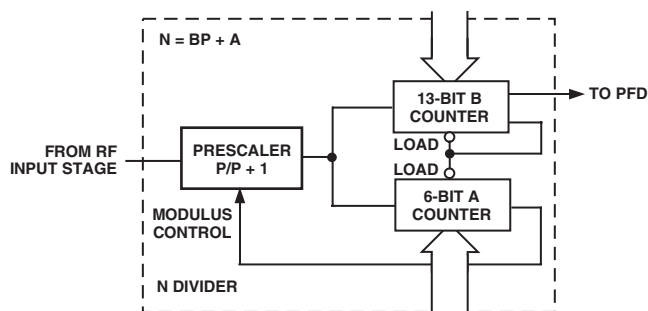 N = BP + A
13-BIT B
COUNTER
TO PFD
LOAD
LOAD
FROM RF
INPUT STAGE
PRESCALER
P/P + 1
6-BIT A
COUNTER
MODULUS
CONTROL
N DIVIDER